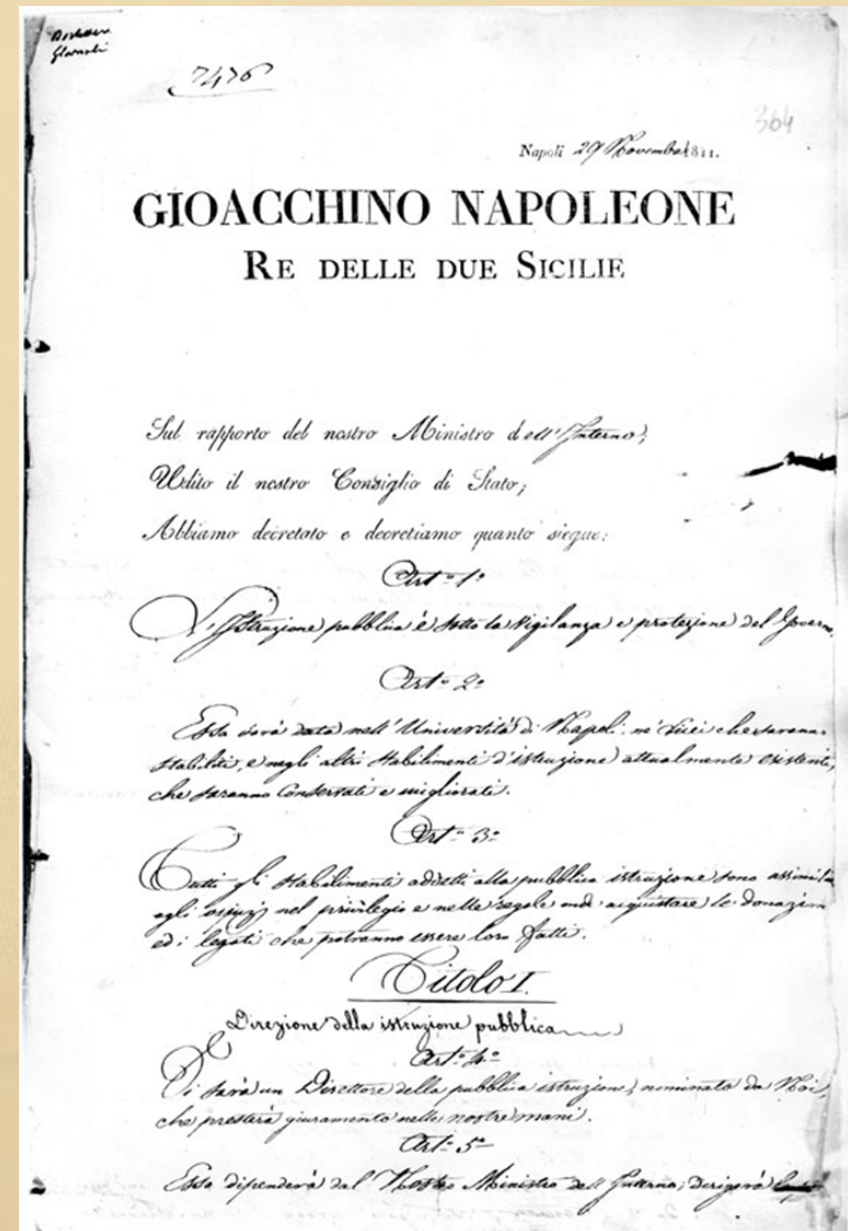 7476
364
Napoli 29 Novembre 1811.
GIOACCHINO NAPOLEONE
RE DELLE DUE SICILIE
Sul rapporto del nostro Ministro dell'Interno;
Udito il nostro Consiglio di Stato;
Abbiamo decretato e decretiamo quanto siegue:
Art.o 1.o
L'Istruzione pubblica è sotto la vigilanza e protezione del Govern
Art.o 2.o
Essa sarà data nell'Università di Napoli, ne' Licei che saranno
stabiliti, e negli altri stabilimenti d'istruzione attualmente esistenti,
che saranno conservati e migliorati.
Art.o 3.o
Tutti gli stabilimenti addetti alla pubblica istruzione sono assimila
agli ospizj nel privilegio e nelle regole onde acquistare le donazion
ed i legati che potranno essere loro fatti.
Titolo I.
Direzione della istruzione pubblica
Art.o 4.o
Vi sarà un Direttore della pubblica istruzione, nominato da Noi,
che presterà giuramento nelle nostre mani.
Art.o 5.o
Esso dipenderà dal Nostro Ministro dell'Interno; dirigerà